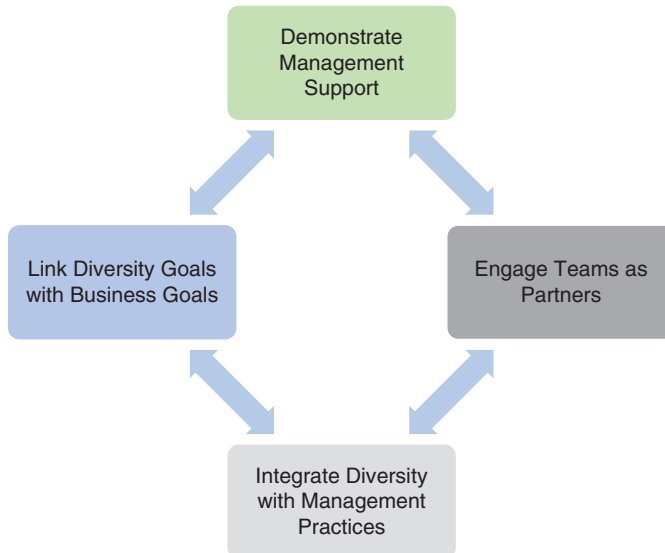 Demonstrate
Management
Support
Link Diversity Goals
with Business Goals
Engage Teams as
Partners
Integrate Diversity
with Management
Practices